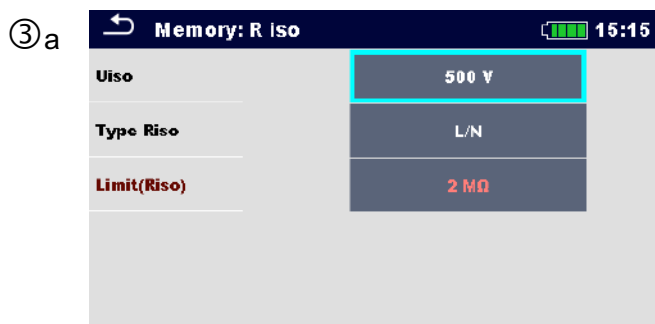 ③a
Memory: R iso 15:15
Uiso 500 V
Type Riso L/N
Limit(Riso) 2 MΩ